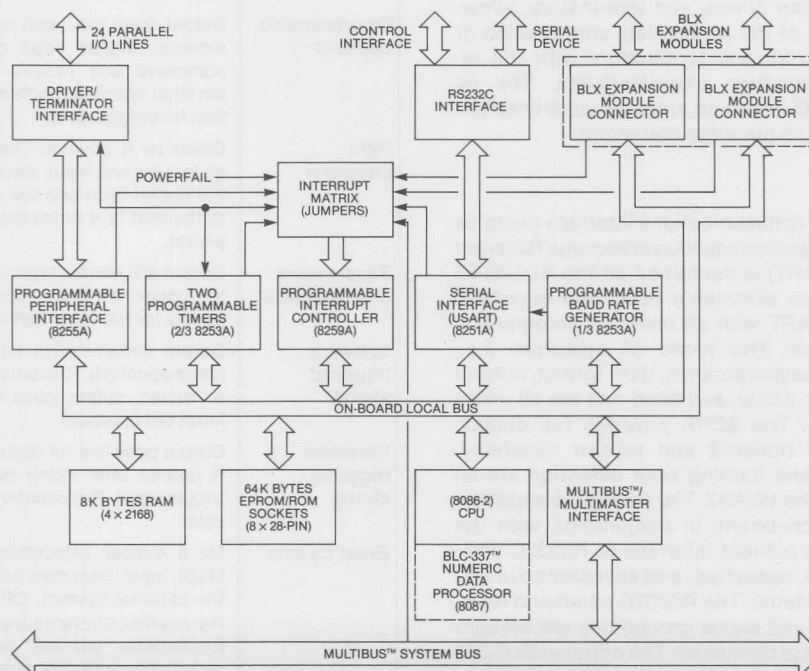 24 PARALLEL
I/O LINES
CONTROL
INTERFACE
SERIAL
DEVICE
BLX
EXPANSION
MODULES
DRIVER/
TERMINATOR
INTERFACE
RS232C
INTERFACE
BLX EXPANSION
MODULE
CONNECTOR
BLX EXPANSION
MODULE
CONNECTOR
POWERFAIL
INTERRUPT
MATRIX
(JUMPERS)
PROGRAMMABLE
PERIPHERAL
INTERFACE
(8255A)
TWO
PROGRAMMABLE
TIMERS
(2/3 8253A)
PROGRAMMABLE
INTERRUPT
CONTROLLER
(8259A)
SERIAL
INTERFACE
(USART)
(8251A)
PROGRAMMABLE
BAUD RATE
GENERATOR
(1/3 8253A)
ON-BOARD LOCAL BUS
8K BYTES RAM
(4 × 2168)
64K BYTES
EPROM/ROM
SOCKETS
(8 × 28-PIN)
(8086-2)
CPU
MULTIBUS™/
MULTIMASTER
INTERFACE
BLC-337™
NUMERIC
DATA
PROCESSOR
(8087)
MULTIBUS™ SYSTEM BUS